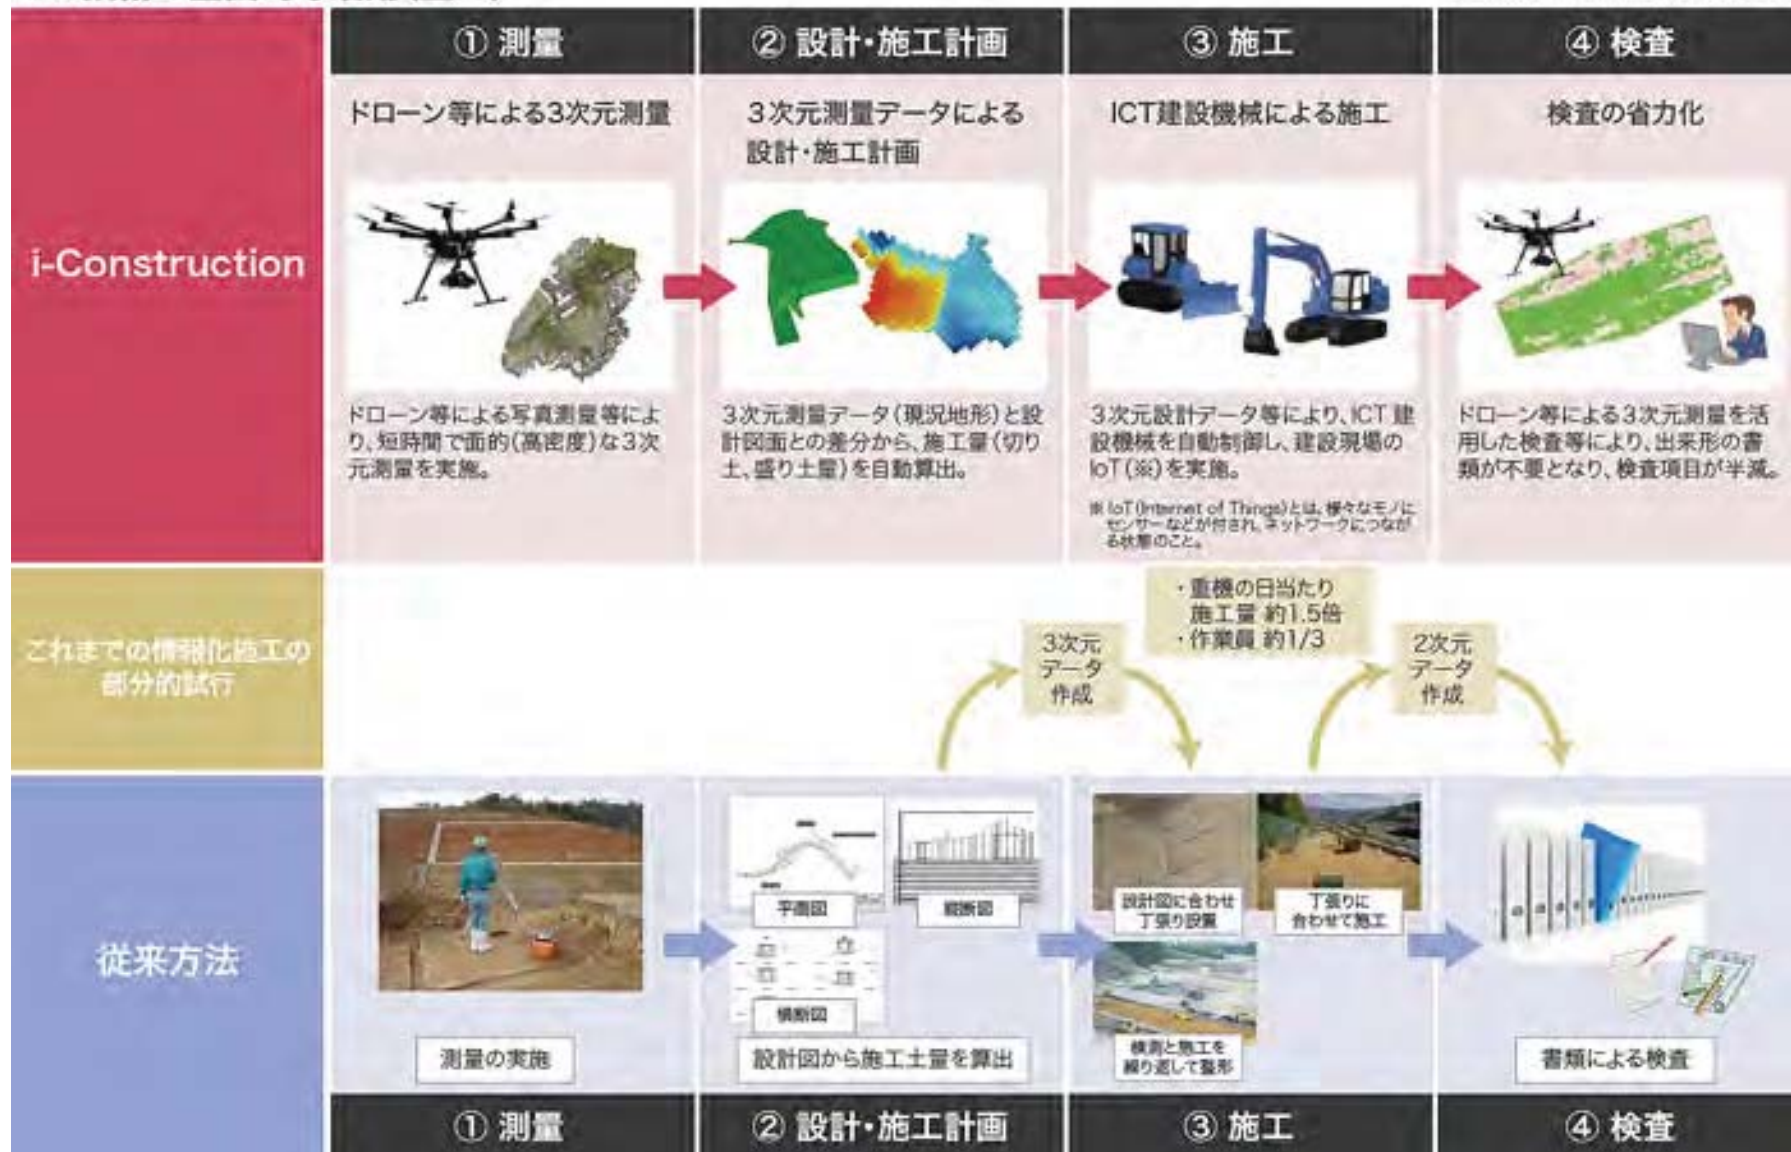 ① 測量
② 設計・施工計画
③ 施工
④ 検査
i-Construction
ドローン等による3次元測量
ドローン等による写真測量等によ
り、短時間で面的(高密度)な3次
元測量を実施。
3次元測量データによる
設計・施工計画
3次元測量データ(現況地形)と設
計図面との差分から、施工量(切り
土、盛り土量)を自動算出。
ICT建設機械による施工
3次元設計データ等により、ICT 建
設機械を自動制御し、建設現場の
IoT(※)を実施。
※ IoT(Internet of Things)とは、様々なモノに
センサーなどが付され、ネットワークにつなが
る状態のこと。
検査の省力化
ドローン等による3次元測量を活
用した検査等により、出来形の書
類が不要となり、検査項目が半減。
これまでの情報化施工の
部分的試行
3次元
データ
作成
・重機の日当たり
施工量 約1.5倍
・作業員 約1/3
2次元
データ
作成
従来方法
測量の実施
平面図
縦断図
横断図
設計図から施工土量を算出
設計図に合わせ
丁張り設置
丁張りに
合わせて施工
検測と施工を
繰り返して整形
書類による検査
① 測量
② 設計・施工計画
③ 施工
④ 検査